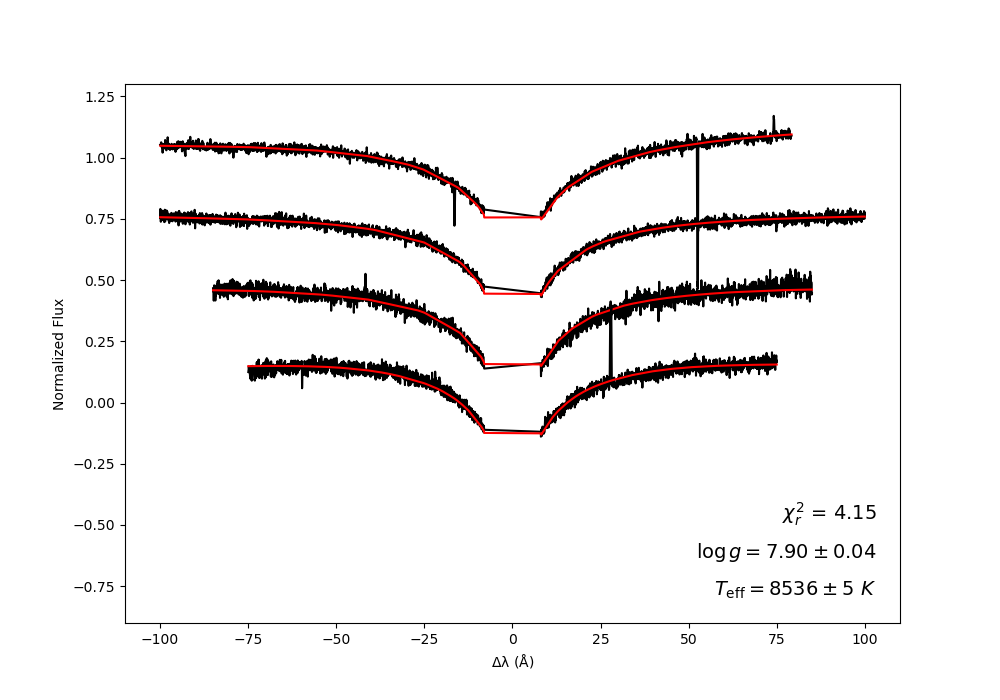 1.25
1.00
0.75
0.50
0.25
0.00
−0.25
−0.50
−0.75
Normalized Flux
χ²ᵣ = 4.15
log g = 7.90 ± 0.04
T_eff = 8536 ± 5 K
−100 −75 −50 −25 0 25 50 75 100
Δλ (Å)